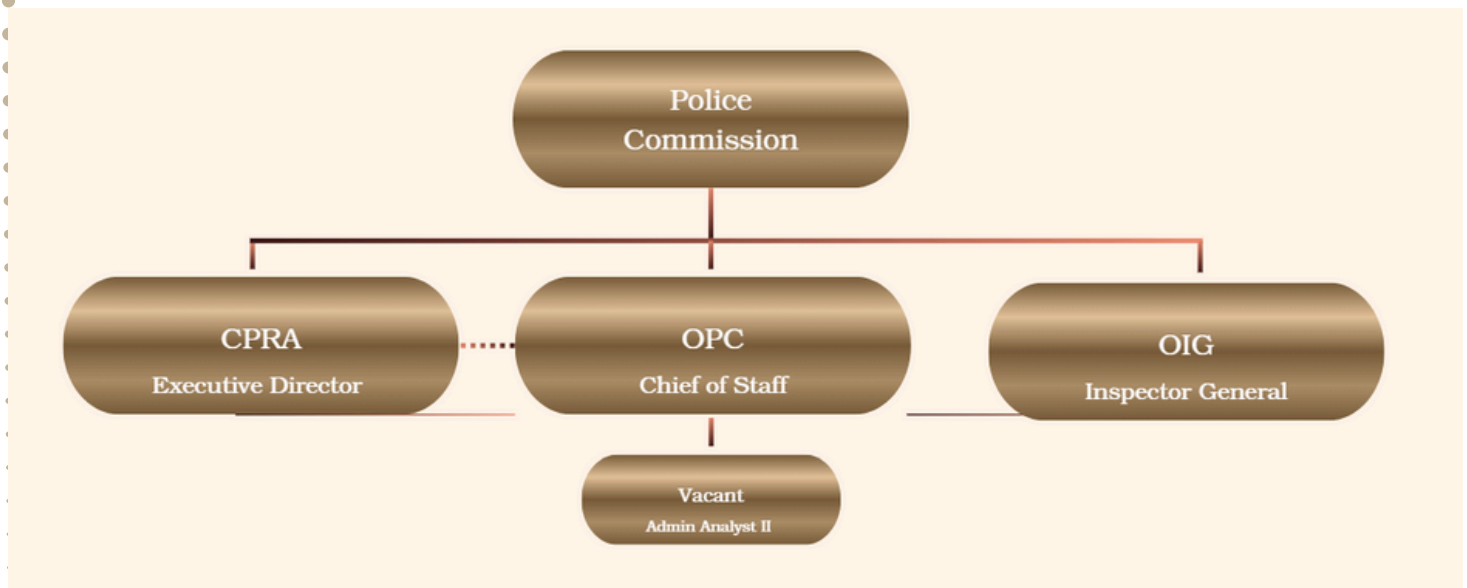 Police
Commission
CPRA
Executive Director
OPC
Chief of Staff
OIG
Inspector General
Vacant
Admin Analyst II